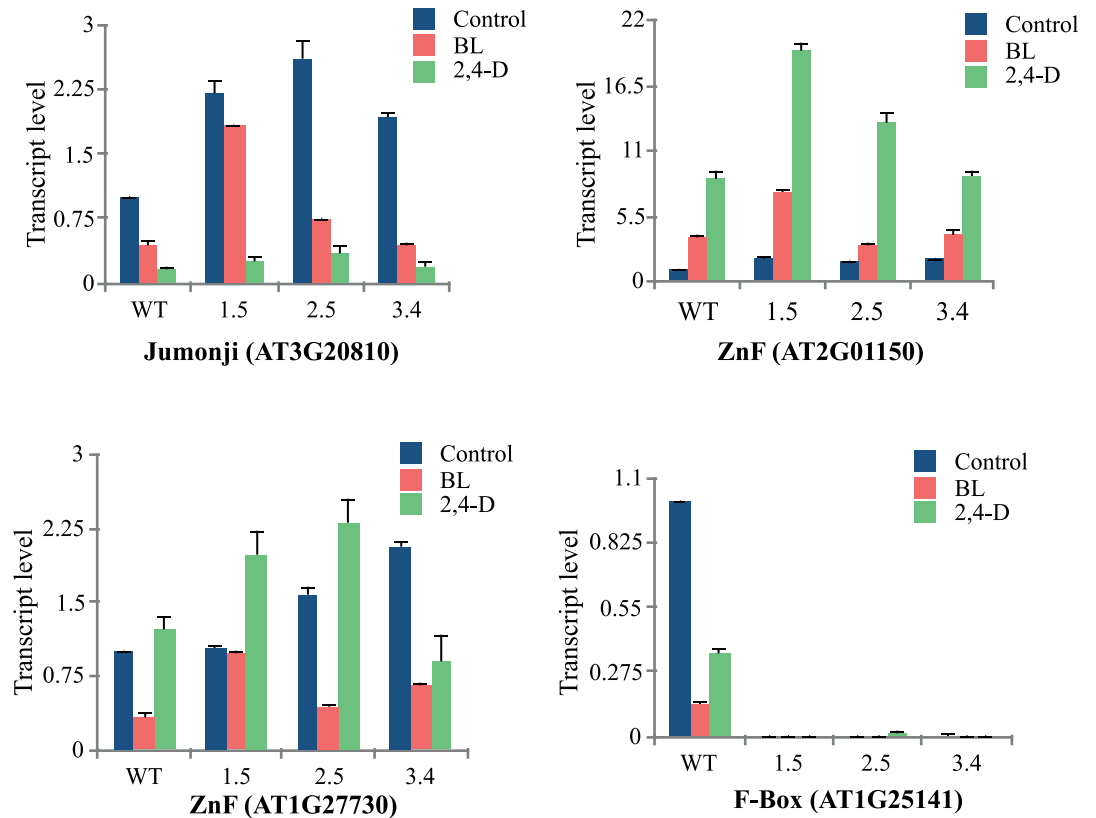 Transcript level
3
2.25
1.5
0.75
0
Control
BL
2,4-D
WT 1.5 2.5 3.4
Jumonji (AT3G20810)
Transcript level
22
16.5
11
5.5
0
Control
BL
2,4-D
WT 1.5 2.5 3.4
ZnF (AT2G01150)
Transcript level
3
2.25
1.5
0.75
0
Control
BL
2,4-D
WT 1.5 2.5 3.4
ZnF (AT1G27730)
Transcript level
1.1
0.825
0.55
0.275
0
Control
BL
2,4-D
WT 1.5 2.5 3.4
F-Box (AT1G25141)